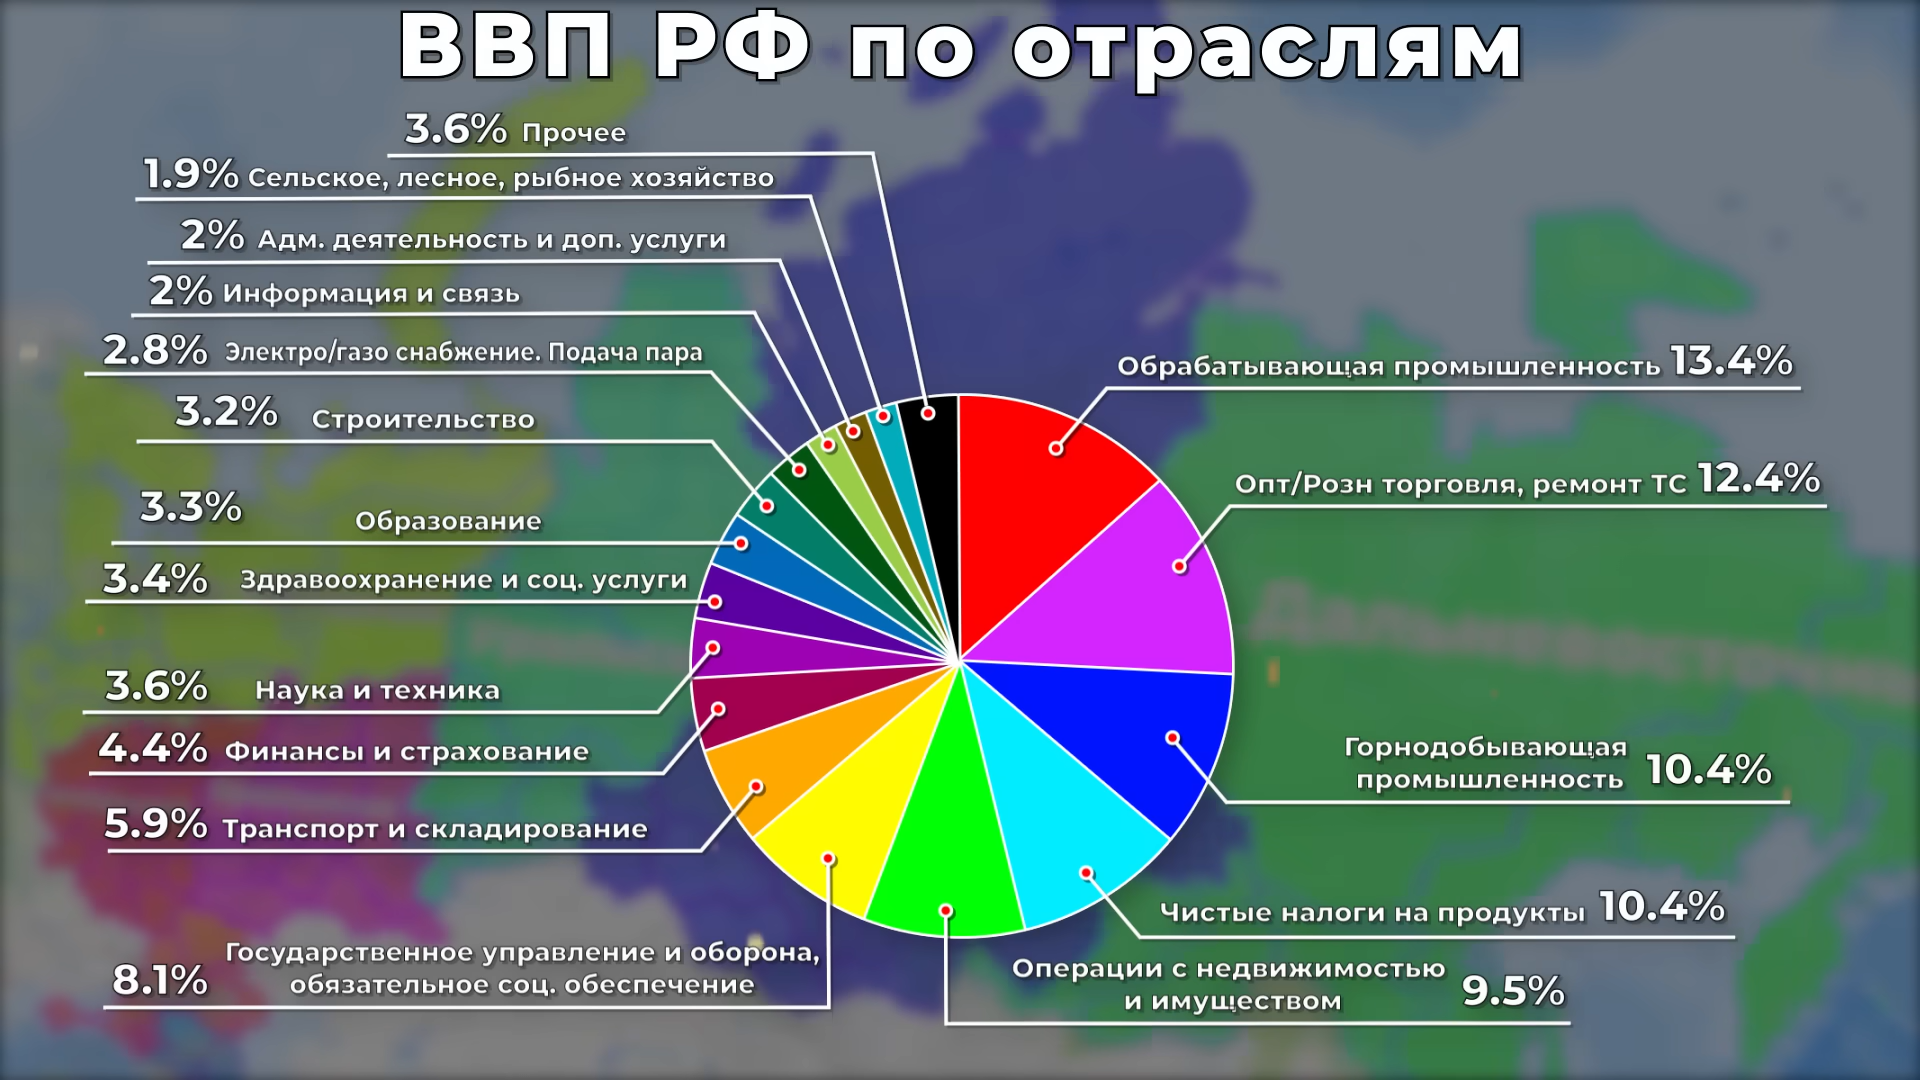 ВВП РФ по отраслям
3.6% Прочее
1.9% Сельское, лесное, рыбное хозяйство
2% Адм. деятельность и доп. услуги
2% Информация и связь
2.8% Электро/газо снабжение. Подача пара
3.2% Строительство
3.3% Образование
3.4% Здравоохранение и соц. услуги
3.6% Наука и техника
4.4% Финансы и страхование
5.9% Транспорт и складирование
8.1% Государственное управление и оборона,
обязательное соц. обеспечение
Обрабатывающая промышленность 13.4%
Опт/Розн торговля, ремонт ТС 12.4%
Дальневосточный
Горнодобывающая
промышленность 10.4%
Чистые налоги на продукты 10.4%
Операции с недвижимостью
и имуществом 9.5%